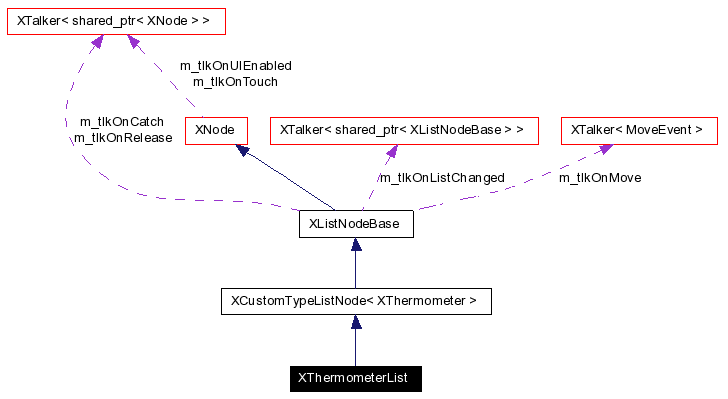 XTalker< shared_ptr< XNode > >
m_tlkOnUIEnabled
m_tlkOnTouch
m_tlkOnCatch
m_tlkOnRelease
XNode
XTalker< shared_ptr< XListNodeBase > >
XTalker< MoveEvent >
m_tlkOnListChanged
m_tlkOnMove
XListNodeBase
XCustomTypeListNode< XThermometer >
XThermometerList